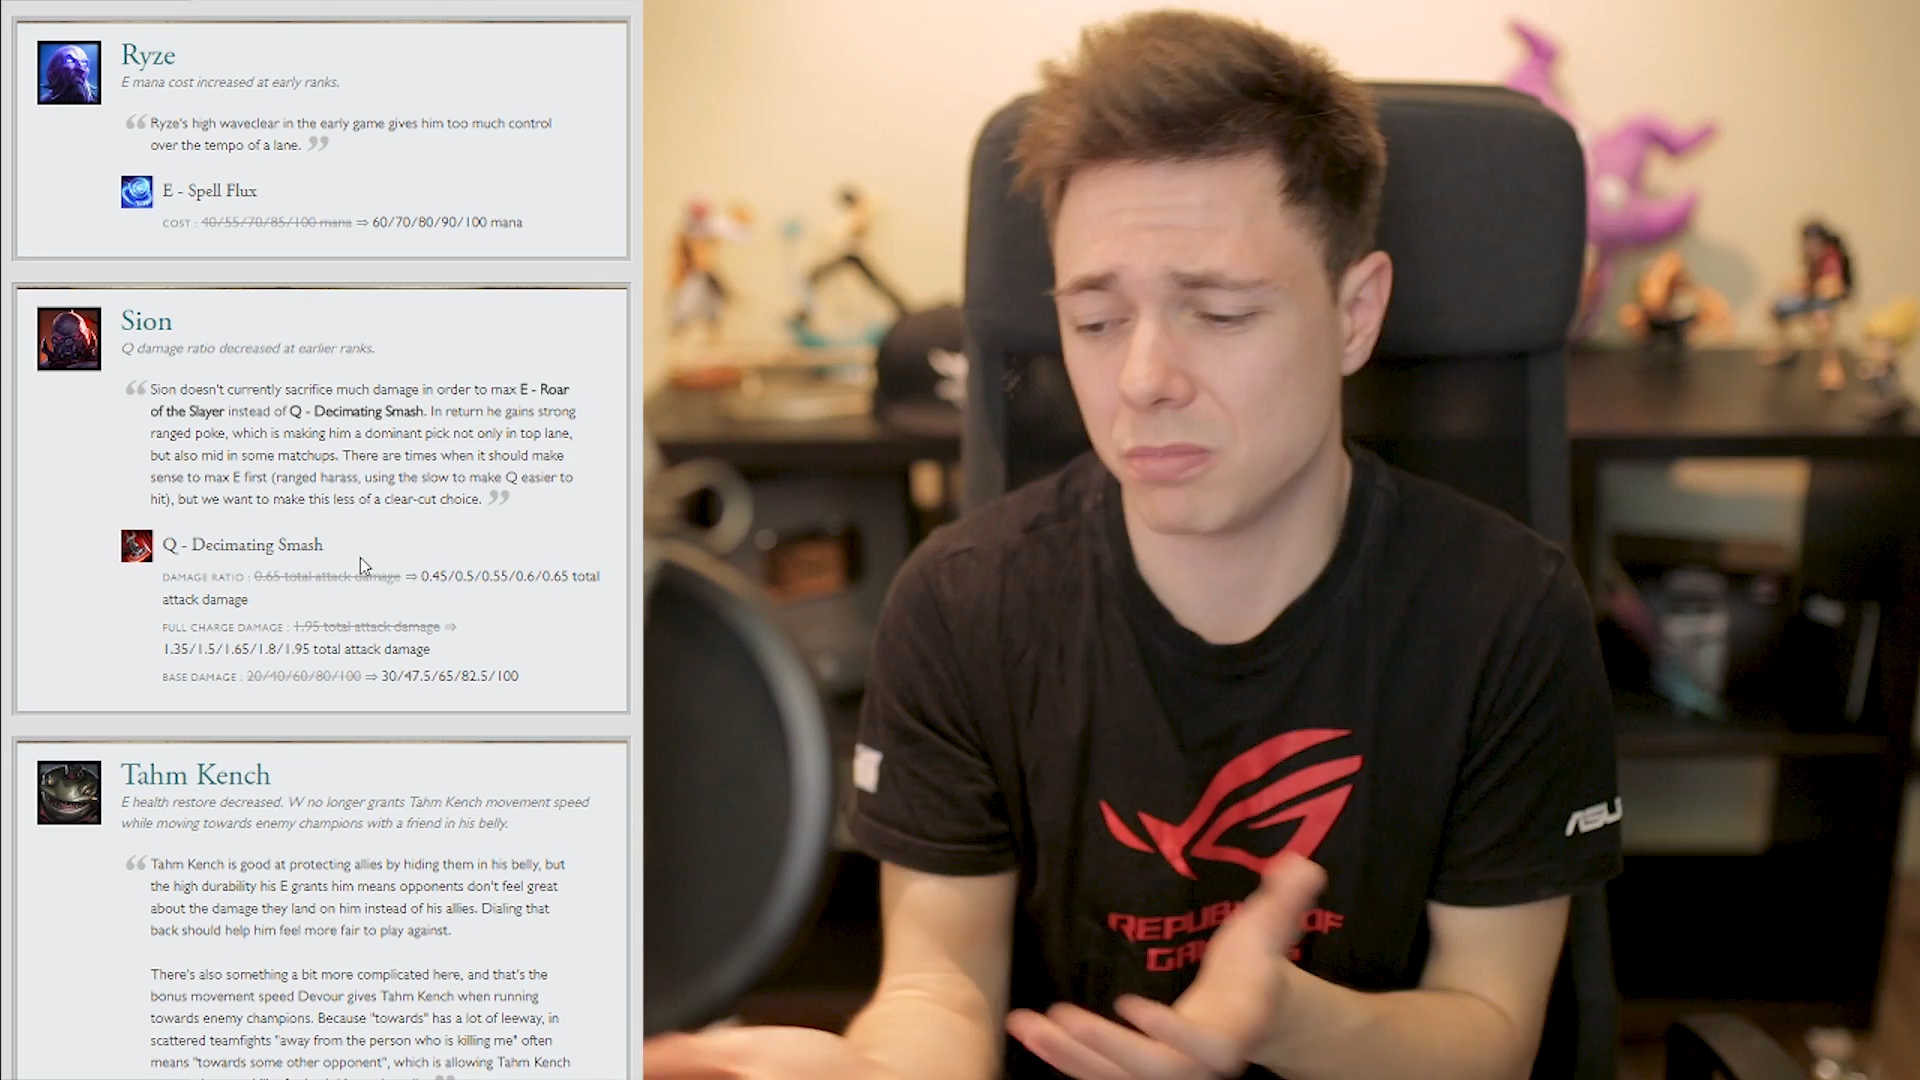 Ryze
E mana cost increased at early ranks.
“ Ryze's high waveclear in the early game gives him too much control
over the tempo of a lane. ”
E - Spell Flux
COST : 40/55/70/85/100 mana ⇒ 60/70/80/90/100 mana
Sion
Q damage ratio decreased at earlier ranks.
“ Sion doesn't currently sacrifice much damage in order to max E - Roar
of the Slayer instead of Q - Decimating Smash. In return he gains strong
ranged poke, which is making him a dominant pick not only in top lane,
but also mid in some matchups. There are times when it should make
sense to max E first (ranged harass, using the slow to make Q easier to
hit), but we want to make this less of a clear-cut choice. ”
Q - Decimating Smash
DAMAGE RATIO : 0.65 total attack damage ⇒ 0.45/0.5/0.55/0.6/0.65 total
attack damage
FULL CHARGE DAMAGE : 1.95 total attack damage ⇒
1.35/1.5/1.65/1.8/1.95 total attack damage
BASE DAMAGE : 20/40/60/80/100 ⇒ 30/47.5/65/82.5/100
Tahm Kench
E health restore decreased. W no longer grants Tahm Kench movement speed
while moving towards enemy champions with a friend in his belly.
“ Tahm Kench is good at protecting allies by hiding them in his belly, but
the high durability his E grants him means opponents don't feel great
about the damage they land on him instead of his allies. Dialing that
back should help him feel more fair to play against.
There's also something a bit more complicated here, and that's the
bonus movement speed Devour gives Tahm Kench when running
towards enemy champions. Because "towards" has a lot of leeway, in
scattered teamfights "away from the person who is killing me" often
means "towards some other opponent", which is allowing Tahm Kench
REPUBLIC OF
GA
ASU